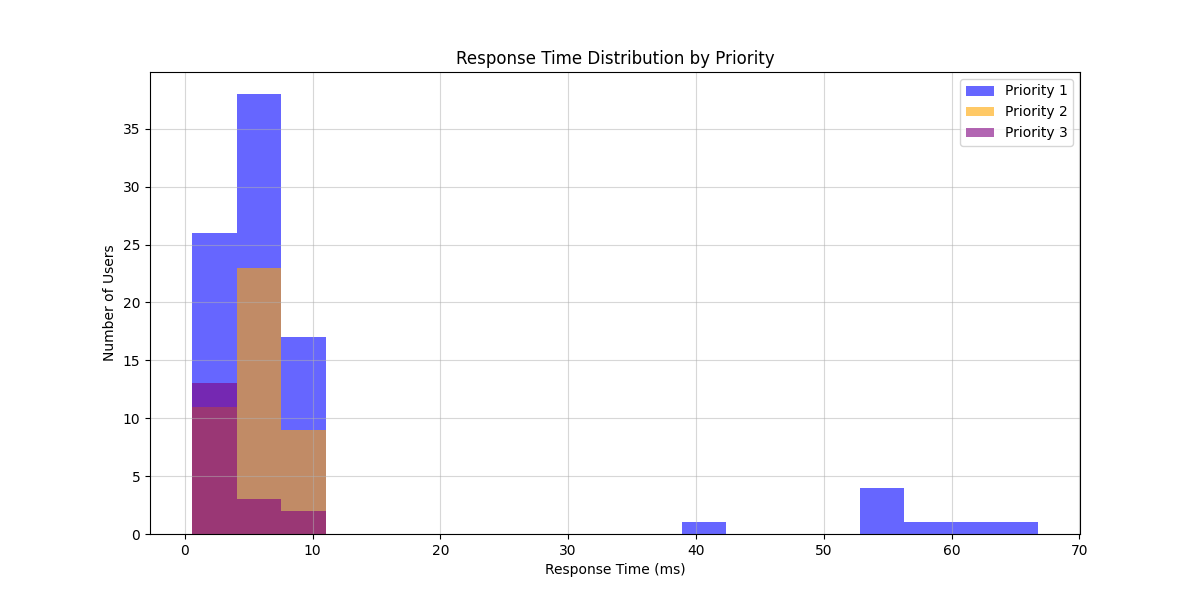 Response Time Distribution by Priority
Priority 1
Priority 2
Priority 3
Number of Users
35
30
25
20
15
10
5
0
0 10 20 30 40 50 60 70
Response Time (ms)